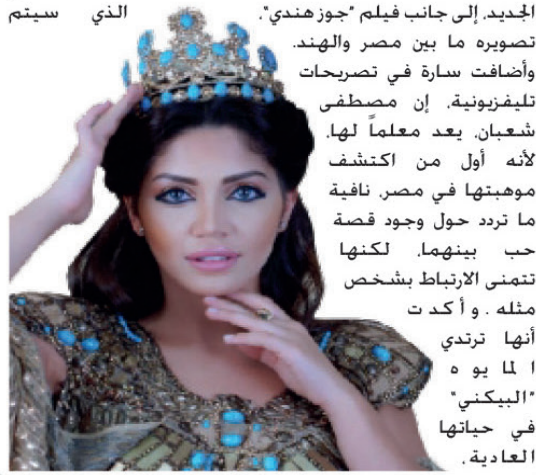 الجديد، إلى جانب فيلم "جوز هندي"، الذي سيتم
تصويره ما بين مصر والهند.
وأضافت سارة في تصريحات
تليفزيونية، إن مصطفى
شعبان، يعد معلماً لها،
لأنه أول من اكتشف
موهبتها في مصر، نافية
ما تردد حول وجود قصة
حب بينهما، لكنها
تتمنى الارتباط بشخص
مثله . و أ كد ت
أنها ترتدي
ا لما يو ه
"البيكني"
في حياتها
العادية .